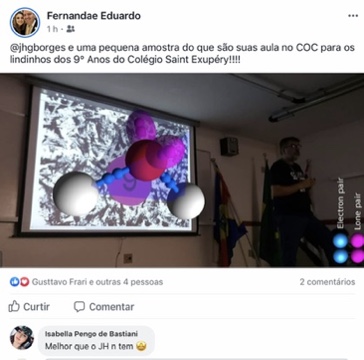 Fernandae Eduardo
1 h ·
@jhgborges e uma pequena amostra do que são suas aula no COC para os
lindinhos dos 9º Anos do Colégio Saint Exupéry!!!!
Electron pair
Lone pair
Gusttavo Frari e outras 4 pessoas
2 comentários
Curtir
Comentar
Isabella Pengo de Bastiani
Melhor que o JH n tem